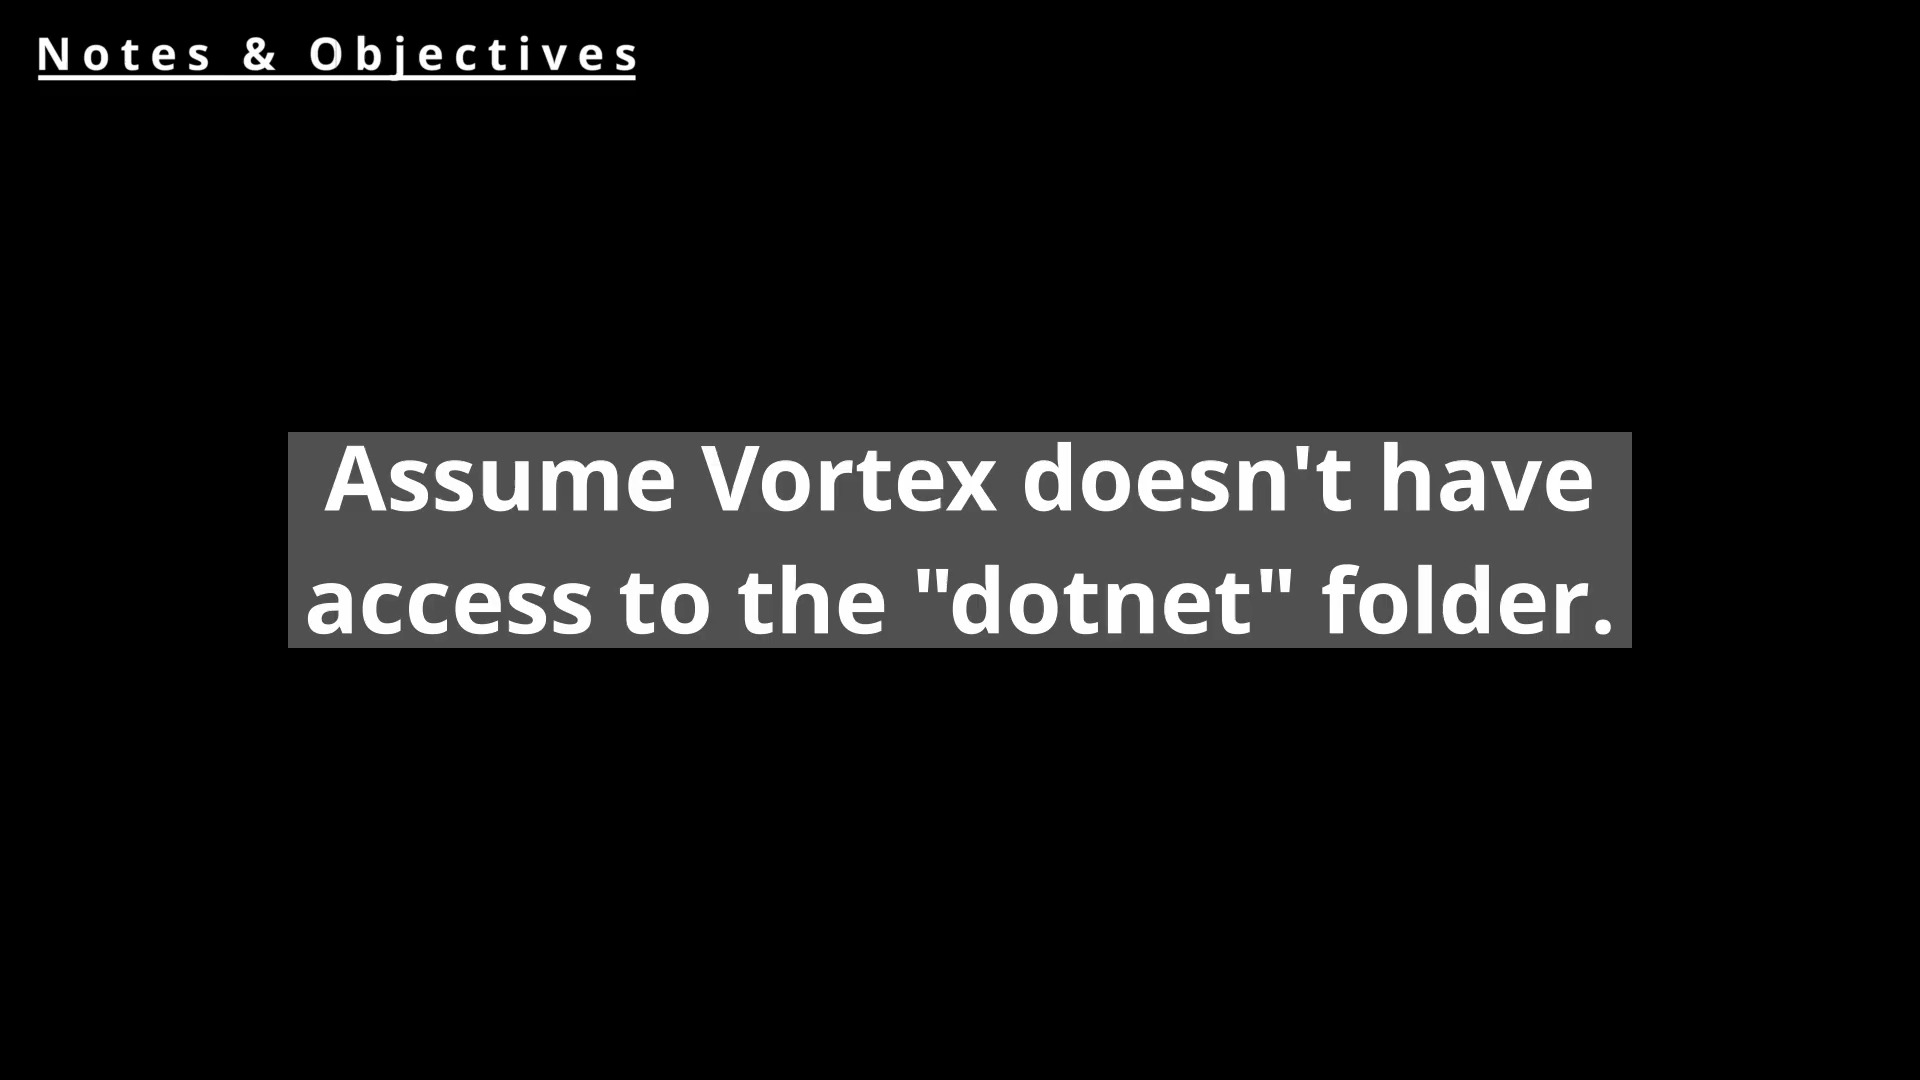 Notes & Objectives
Assume Vortex doesn't have
access to the "dotnet" folder.